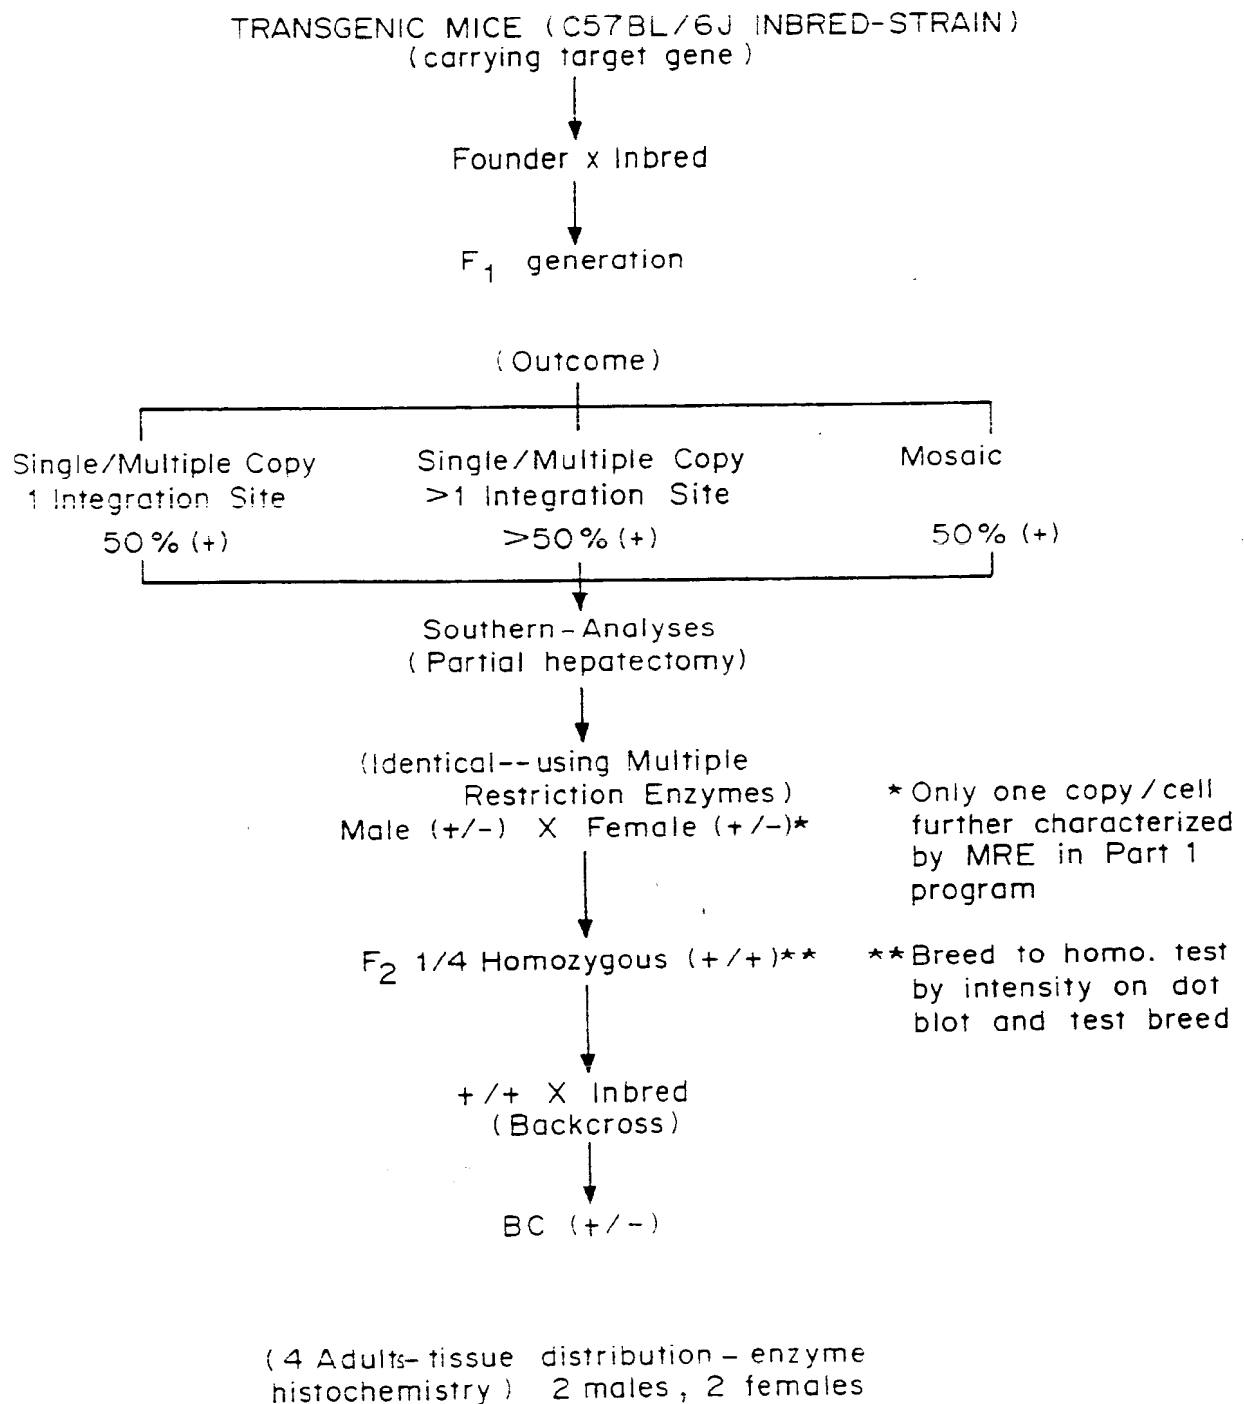 TRANSGENIC MICE (C57BL/6J INBRED-STRAIN)
(carrying target gene)
Founder x Inbred
F1 generation
(Outcome)
Single/Multiple Copy
1 Integration Site
50% (+)
Single/Multiple Copy
>1 Integration Site
>50% (+)
Mosaic
50% (+)
Southern-Analyses
(Partial hepatectomy)
(Identical--using Multiple
Restriction Enzymes)
Male (+/-) X Female (+/-)*
* Only one copy/cell
further characterized
by MRE in Part 1
program
F2 1/4 Homozygous (+/+)**
** Breed to homo. test
by intensity on dot
blot and test breed
+/+ X Inbred
(Backcross)
BC (+/-)
(4 Adults-tissue distribution - enzyme
histochemistry) 2 males, 2 females